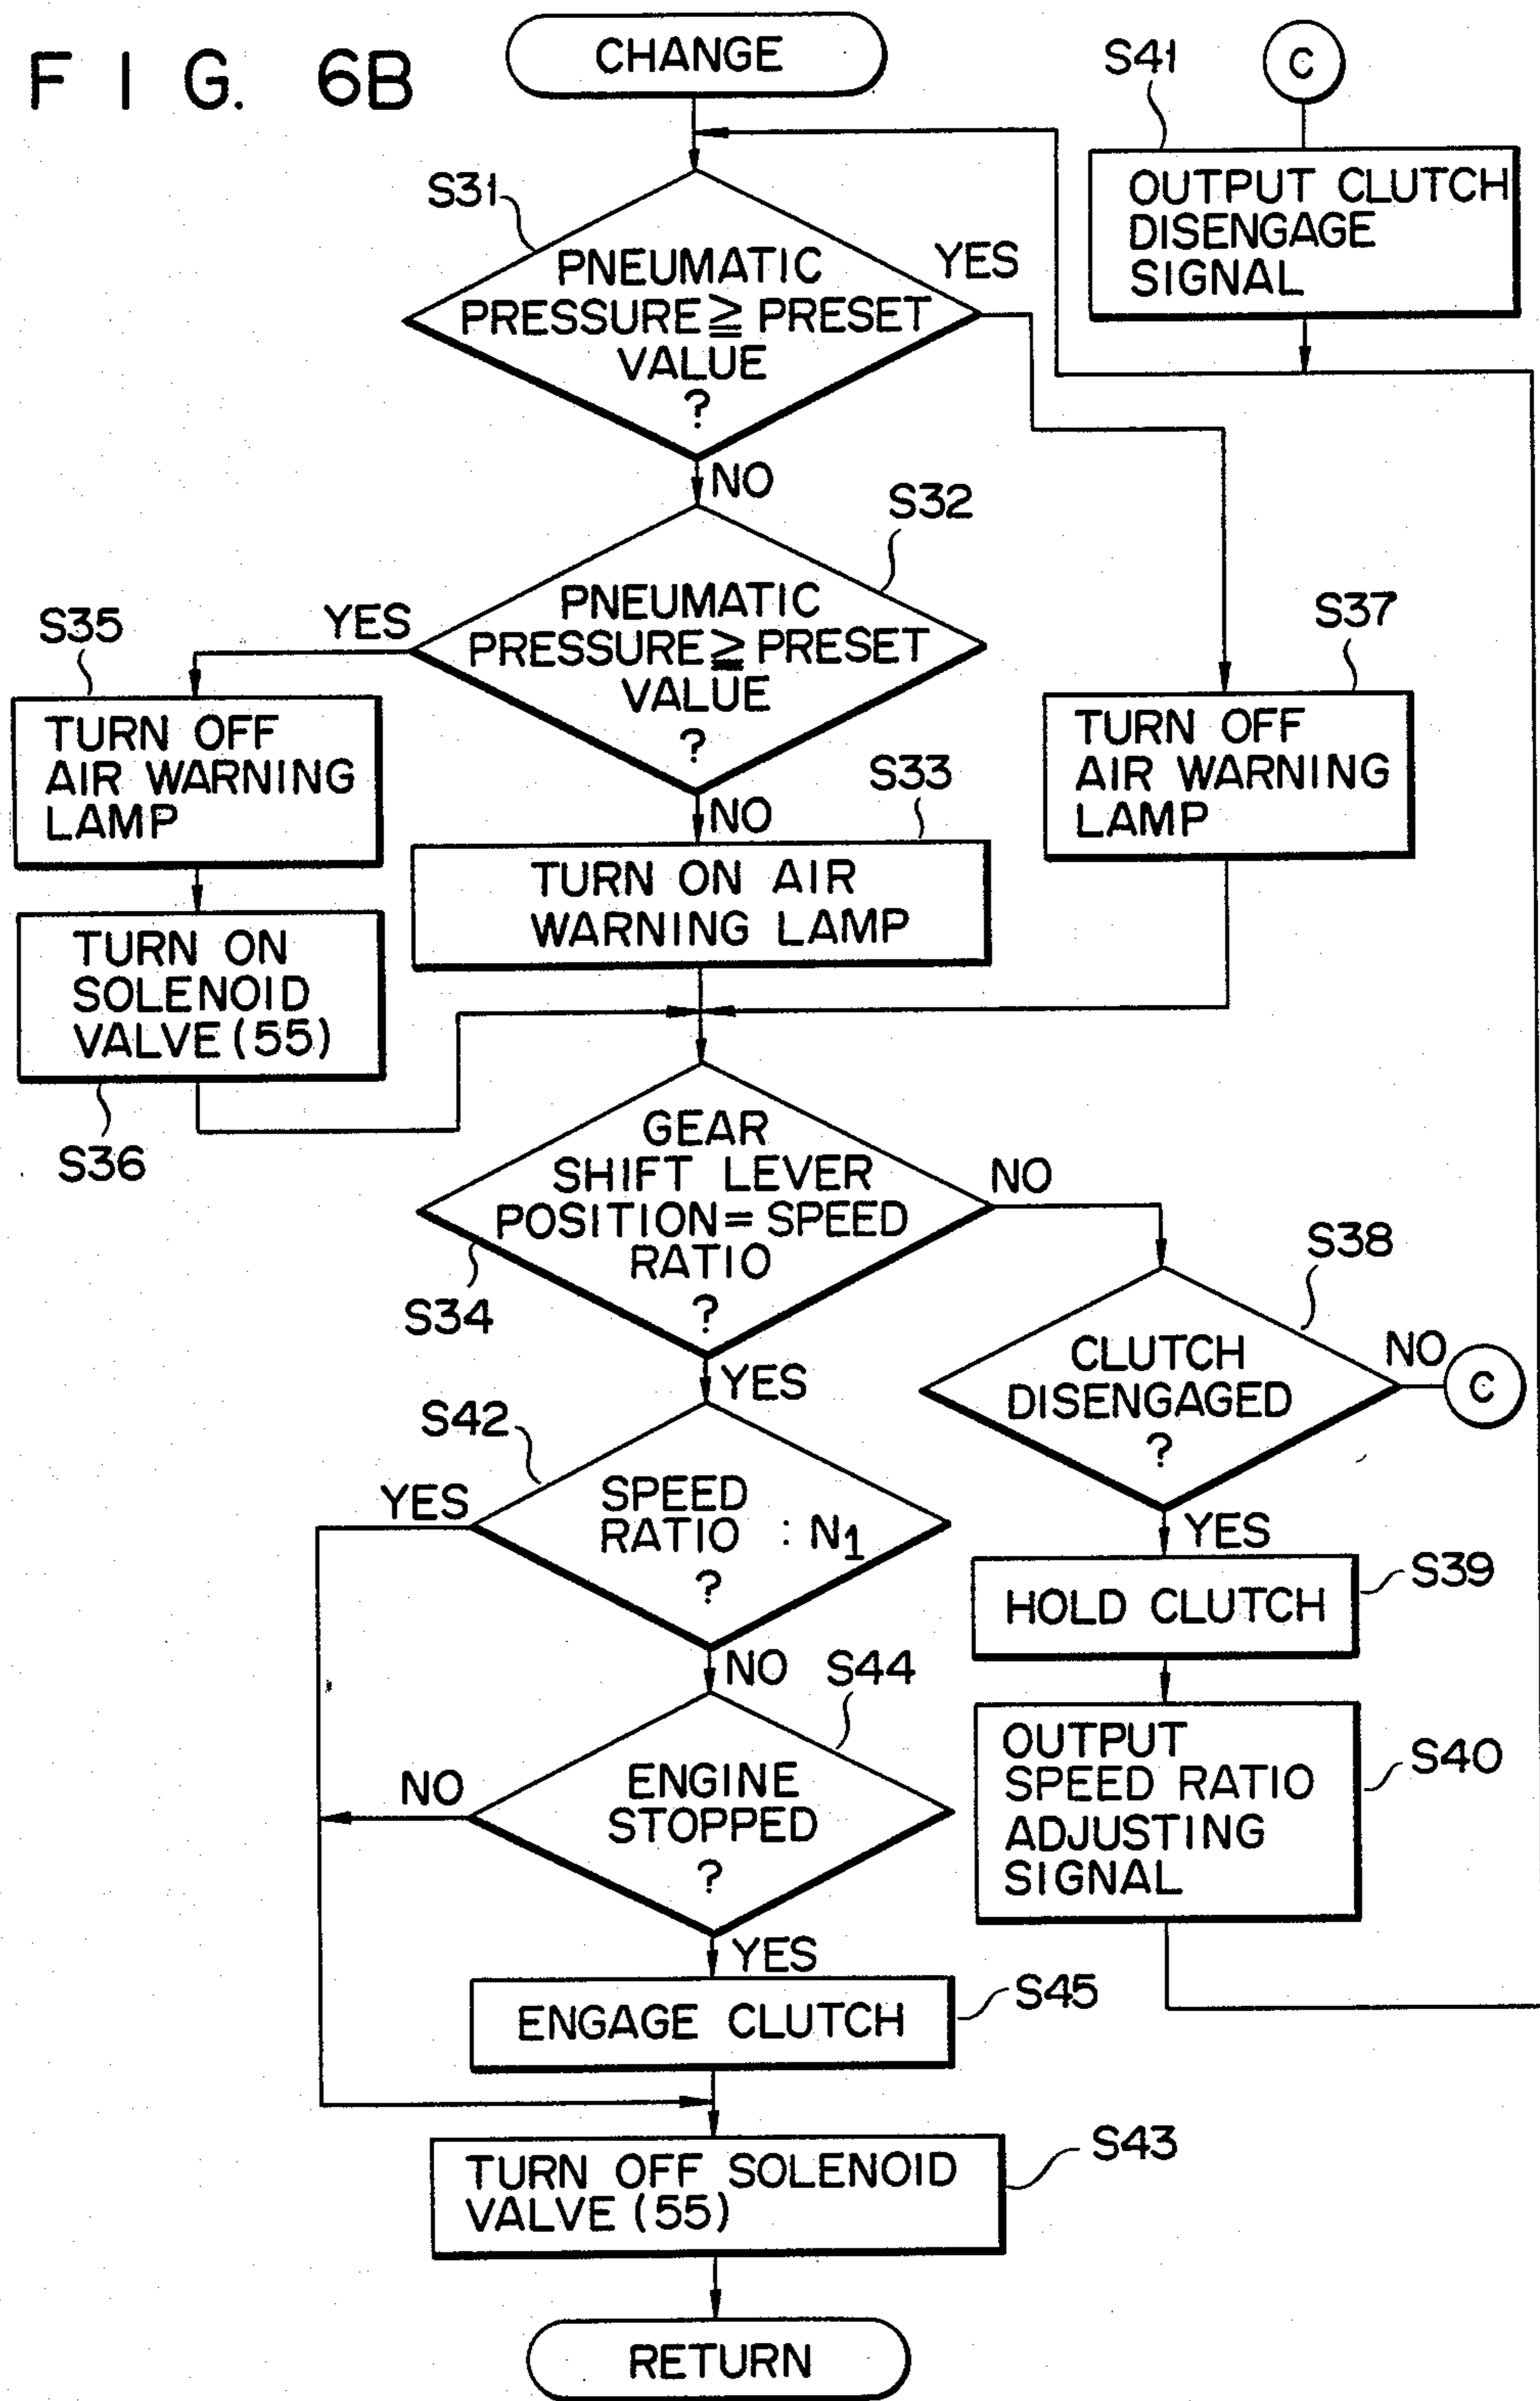 FIG. 6B
CHANGE
S41
C
OUTPUT CLUTCH
DISENGAGE
SIGNAL
S31
PNEUMATIC
PRESSURE ≧ PRESET
VALUE
?
YES
NO
S32
PNEUMATIC
PRESSURE ≧ PRESET
VALUE
?
YES
NO
S35
TURN OFF
AIR WARNING
LAMP
S33
TURN ON AIR
WARNING LAMP
S37
TURN OFF
AIR WARNING
LAMP
TURN ON
SOLENOID
VALVE (55)
S36
GEAR
SHIFT LEVER
POSITION = SPEED
RATIO
?
S34
NO
YES
S38
CLUTCH
DISENGAGED
?
NO
C
YES
S42
SPEED
RATIO : N1
?
YES
NO
HOLD CLUTCH
S39
S44
ENGINE
STOPPED
?
NO
YES
OUTPUT
SPEED RATIO
ADJUSTING
SIGNAL
S40
ENGAGE CLUTCH
S45
TURN OFF SOLENOID
VALVE (55)
S43
RETURN